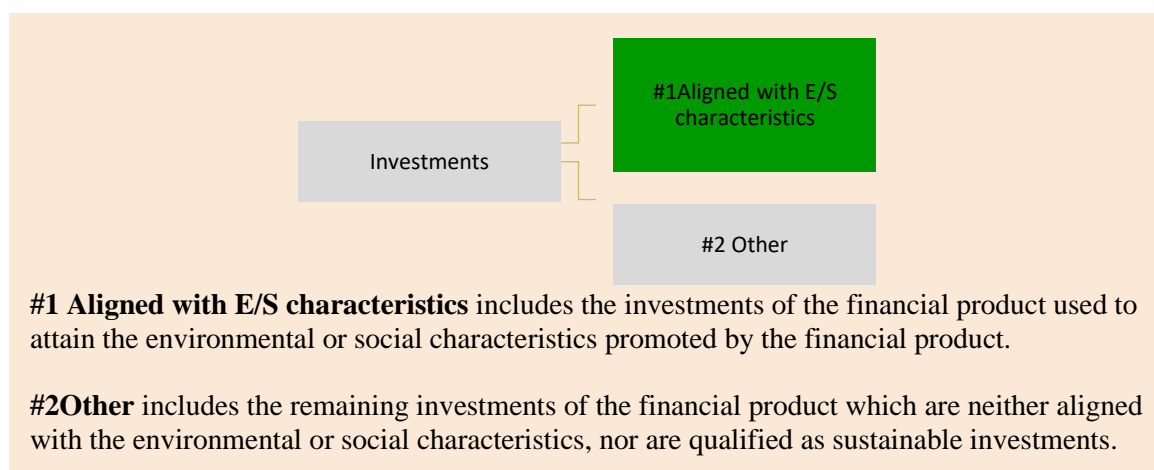 #1Aligned with E/S
characteristics
Investments
#2 Other
#1 Aligned with E/S characteristics includes the investments of the financial product used to
attain the environmental or social characteristics promoted by the financial product.
#2Other includes the remaining investments of the financial product which are neither aligned
with the environmental or social characteristics, nor are qualified as sustainable investments.